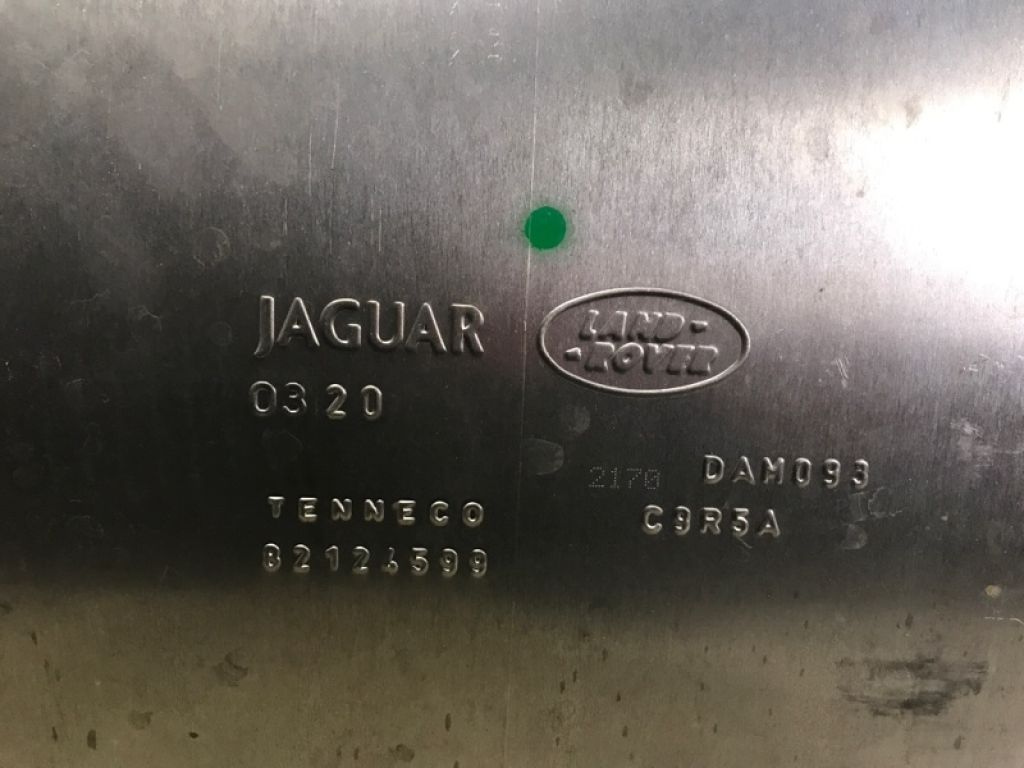 JAGUAR
LAND-
-ROVER
0320
2170 DAM093
TENNECO
C9R5A
82124599